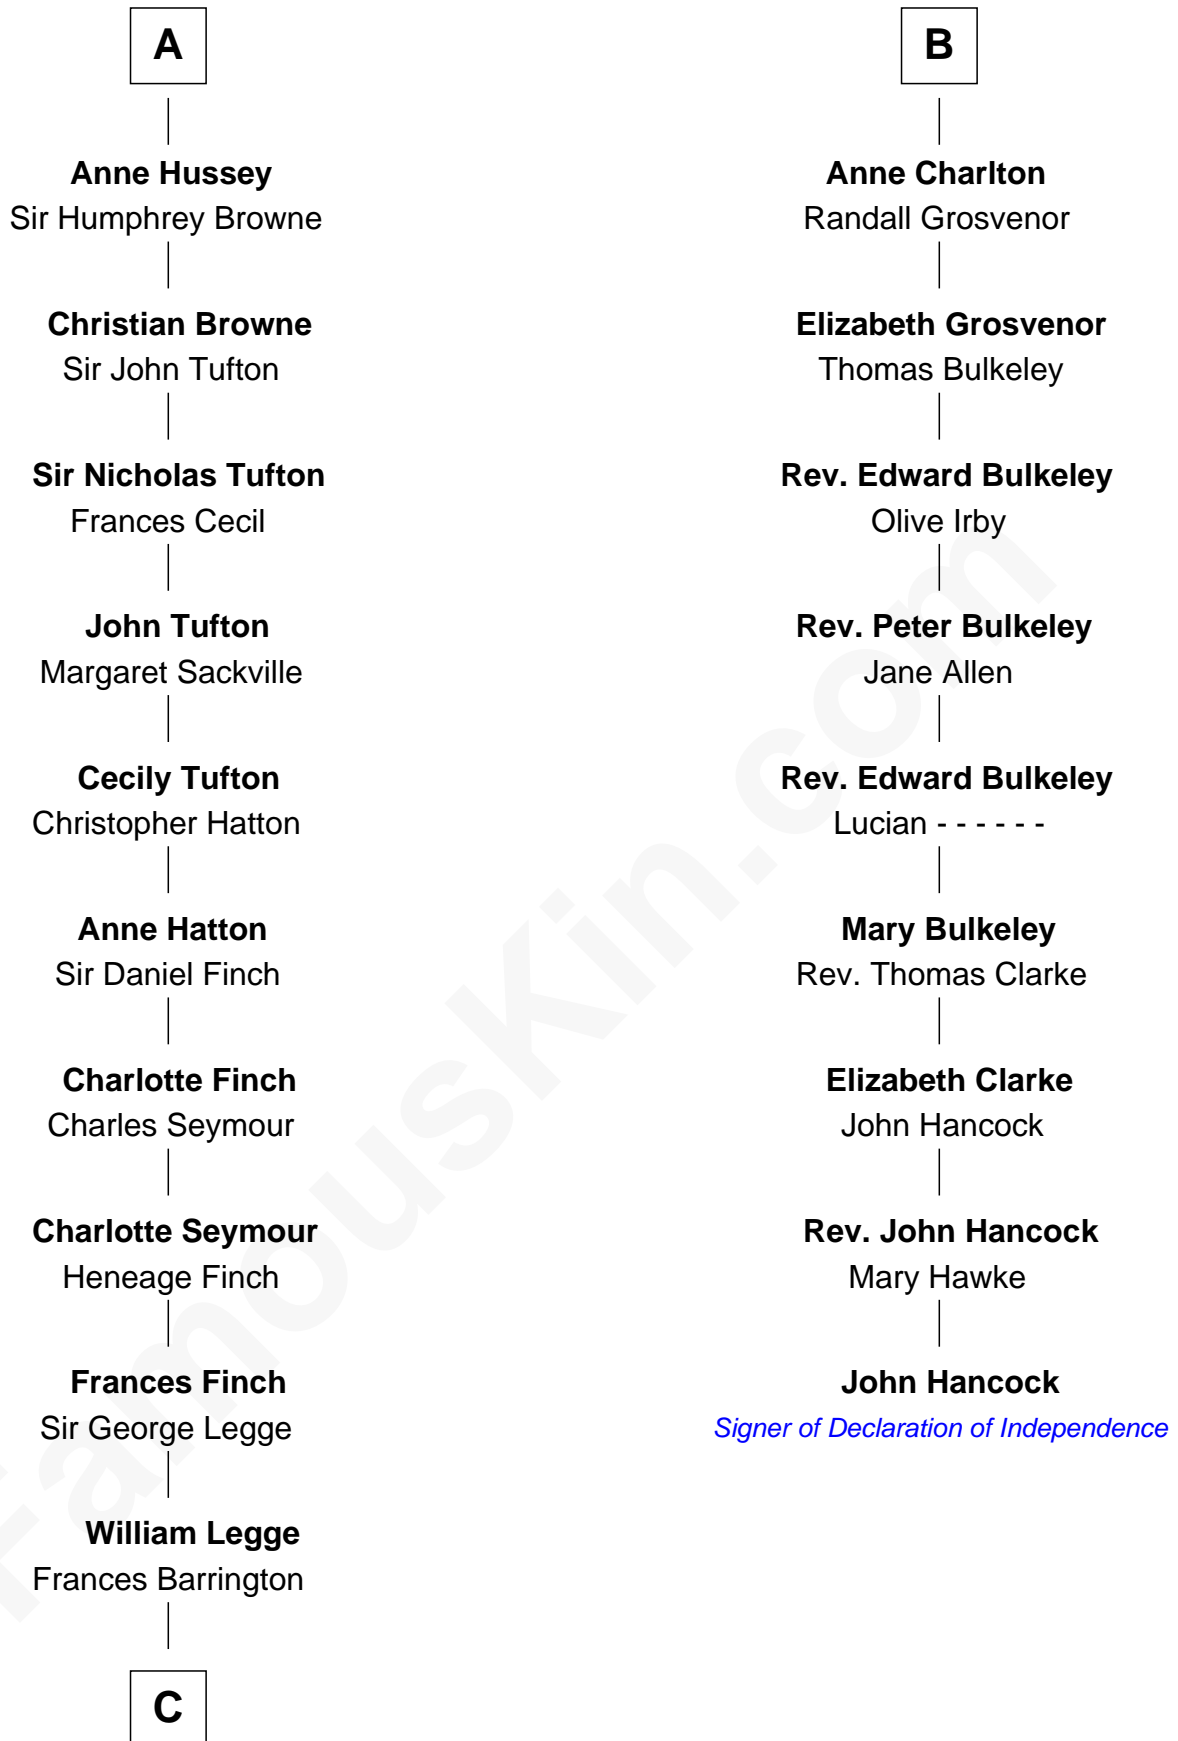 A
Anne Hussey
Sir Humphrey Browne
Christian Browne
Sir John Tufton
Sir Nicholas Tufton
Frances Cecil
John Tufton
Margaret Sackville
Cecily Tufton
Christopher Hatton
Anne Hatton
Sir Daniel Finch
Charlotte Finch
Charles Seymour
Charlotte Seymour
Heneage Finch
Frances Finch
Sir George Legge
William Legge
Frances Barrington
C
B
Anne Charlton
Randall Grosvenor
Elizabeth Grosvenor
Thomas Bulkeley
Rev. Edward Bulkeley
Olive Irby
Rev. Peter Bulkeley
Jane Allen
Rev. Edward Bulkeley
Lucian - - - - - -
Mary Bulkeley
Rev. Thomas Clarke
Elizabeth Clarke
John Hancock
Rev. John Hancock
Mary Hawke
John Hancock
Signer of Declaration of Independence
FamousKin.com